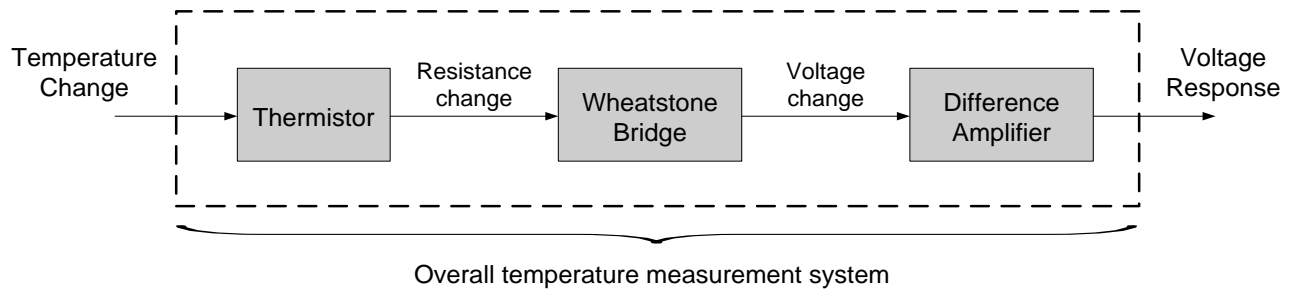 Temperature
Change
Thermistor
Resistance
change
Wheatstone
Bridge
Voltage
change
Difference
Amplifier
Voltage
Response
Overall temperature measurement system